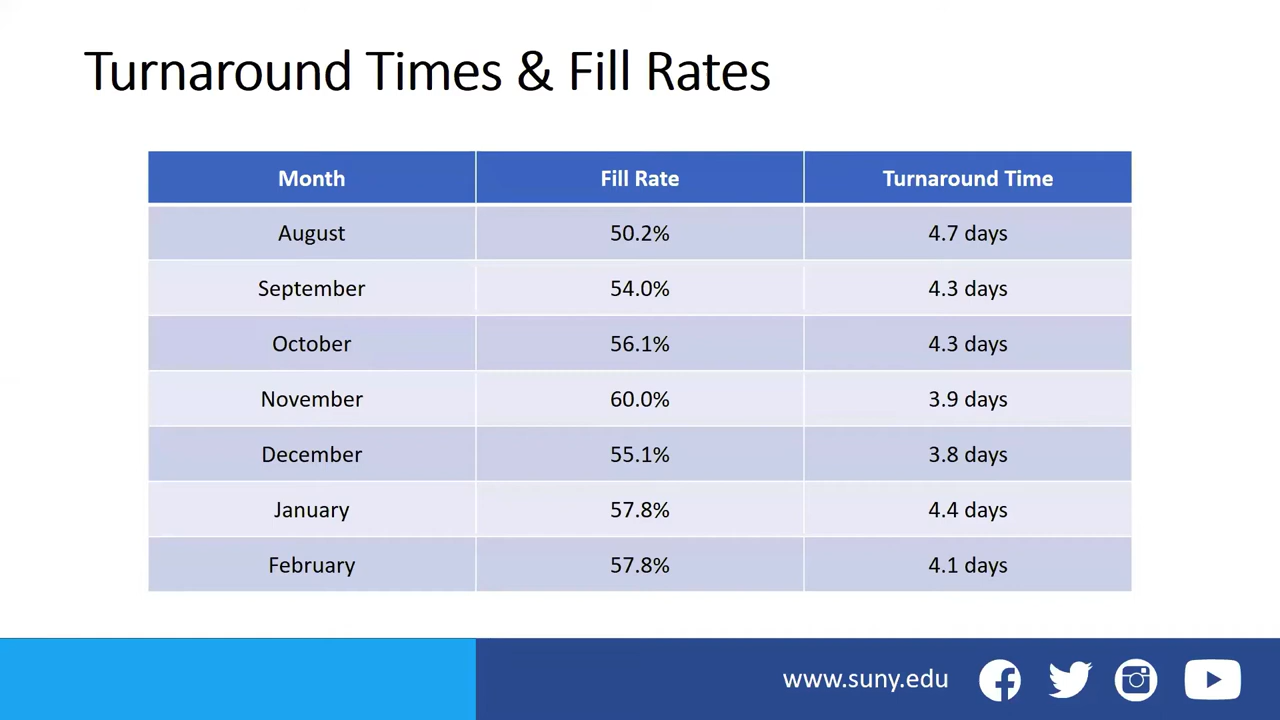 Turnaround Times & Fill Rates
Month Fill Rate Turnaround Time
August 50.2% 4.7 days
September 54.0% 4.3 days
October 56.1% 4.3 days
November 60.0% 3.9 days
December 55.1% 3.8 days
January 57.8% 4.4 days
February 57.8% 4.1 days
www.suny.edu